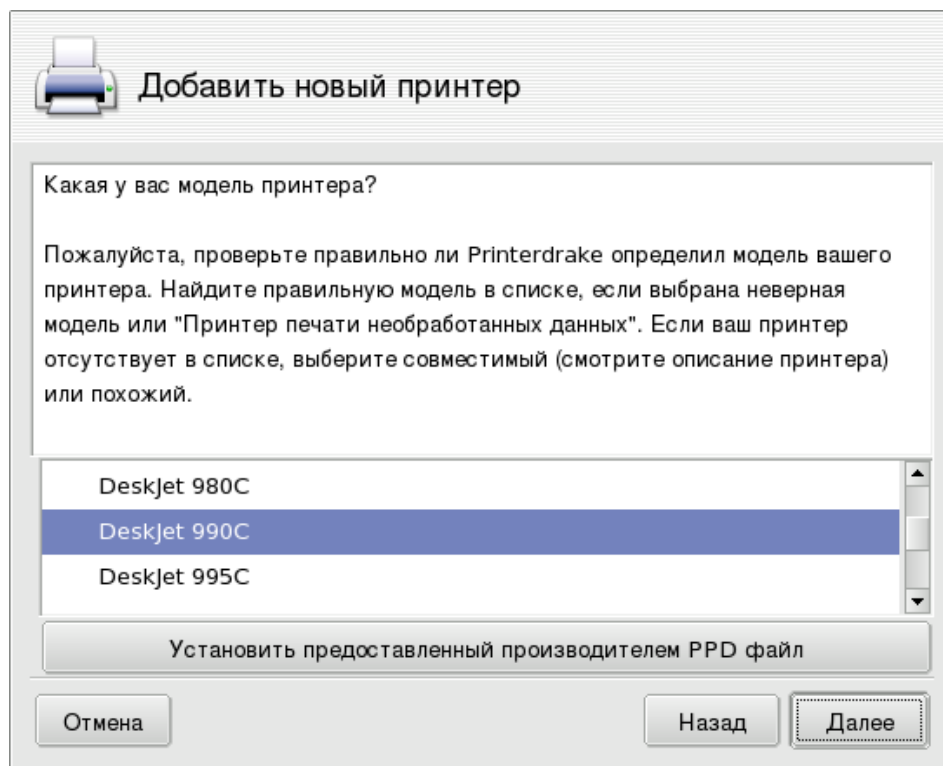 Добавить новый принтер
Какая у вас модель принтера?
Пожалуйста, проверьте правильно ли Printerdrake определил модель вашего
принтера. Найдите правильную модель в списке, если выбрана неверная
модель или "Принтер печати необработанных данных". Если ваш принтер
отсутствует в списке, выберите совместимый (смотрите описание принтера)
или похожий.
DeskJet 980C
DeskJet 990C
DeskJet 995C
Установить предоставленный производителем PPD файл
Отмена
Назад
Далее